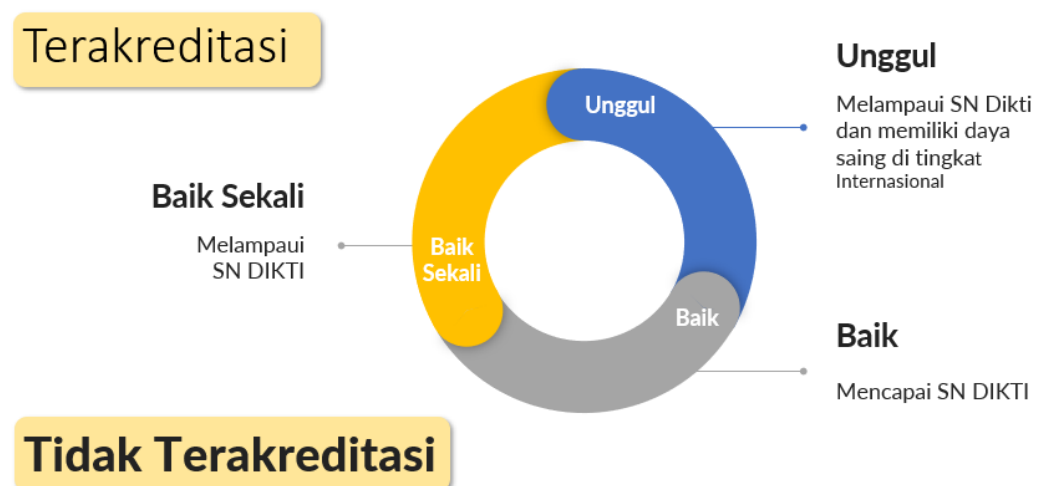 Terakreditasi
Unggul
Melampaui SN Dikti
dan memiliki daya
saing di tingkat
Internasional
Unggul
Baik Sekali
Melampaui
SN DIKTI
Baik
Sekali
Baik
Baik
Mencapai SN DIKTI
Tidak Terakreditasi